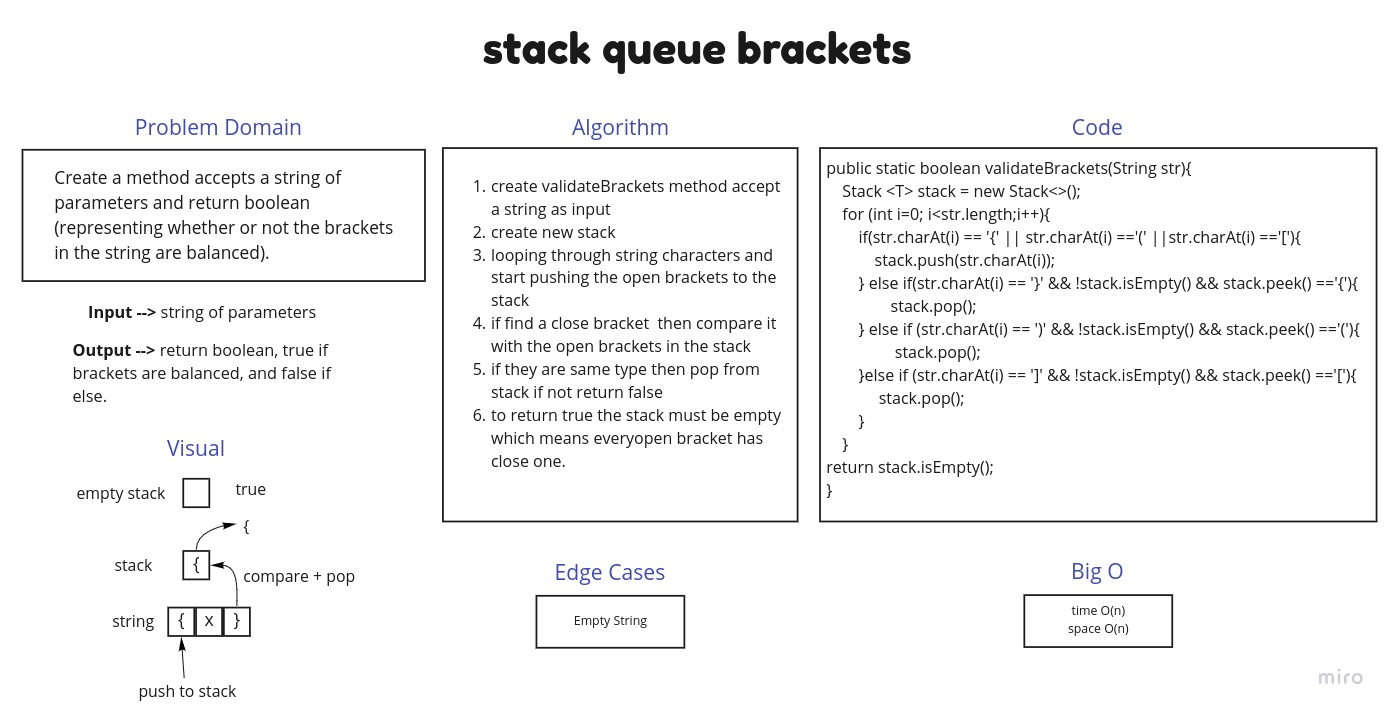 stack queue brackets
Problem Domain
Create a method accepts a string of
parameters and return boolean
(representing whether or not the brackets
in the string are balanced).
Input --> string of parameters
Output --> return boolean, true if
brackets are balanced, and false if
else.
Visual
empty stack
true
{
stack
{
compare + pop
string
{ x }
push to stack
Algorithm
1. create validateBrackets method accept
a string as input
2. create new stack
3. looping through string characters and
start pushing the open brackets to the
stack
4. if find a close bracket  then compare it
with the open brackets in the stack
5. if they are same type then pop from
stack if not return false
6. to return true the stack must be empty
which means everyopen bracket has
close one.
Edge Cases
Empty String
Code
public static boolean validateBrackets(String str){
Stack <T> stack = new Stack<>();
for (int i=0; i<str.length;i++){
if(str.charAt(i) == '{' || str.charAt(i) =='(' ||str.charAt(i) =='['){
stack.push(str.charAt(i));
} else if(str.charAt(i) == '}' && !stack.isEmpty() && stack.peek() =='{'){
stack.pop();
} else if (str.charAt(i) == ')' && !stack.isEmpty() && stack.peek() =='('){
stack.pop();
}else if (str.charAt(i) == ']' && !stack.isEmpty() && stack.peek() =='['){
stack.pop();
}
}
return stack.isEmpty();
}
Big O
time O(n)
space O(n)
miro